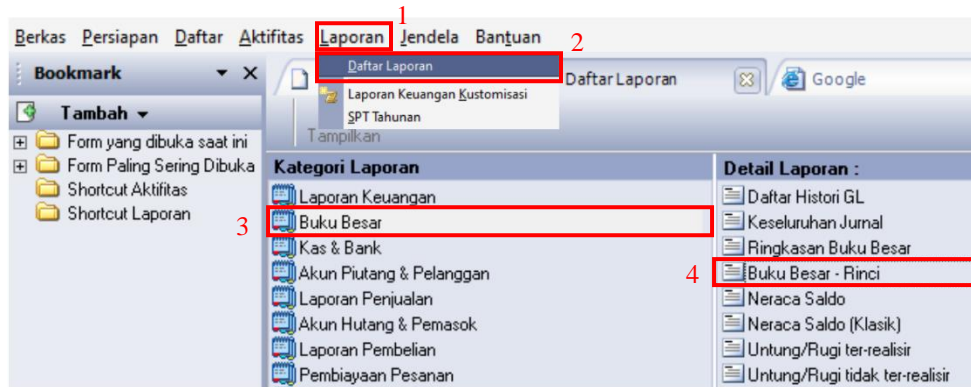 1
Berkas Persiapan Daftar Aktifitas Laporan Jendela Bantuan
2
Bookmark
Daftar Laporan
Daftar Laporan
Google
Laporan Keuangan Kustomisasi
Tambah
SPT Tahunan
Tampilkan
Form yang dibuka saat ini
Form Paling Sering Dibuka
Shortcut Aktifitas
Shortcut Laporan
Kategori Laporan
Laporan Keuangan
3
Buku Besar
Kas & Bank
Akun Piutang & Pelanggan
Laporan Penjualan
Akun Hutang & Pemasok
Laporan Pembelian
Pembiayaan Pesanan
Detail Laporan :
Daftar Histori GL
Keseluruhan Jurnal
Ringkasan Buku Besar
4
Buku Besar - Rinci
Neraca Saldo
Neraca Saldo (Klasik)
Untung/Rugi ter-realisir
Untung/Rugi tidak ter-realisir